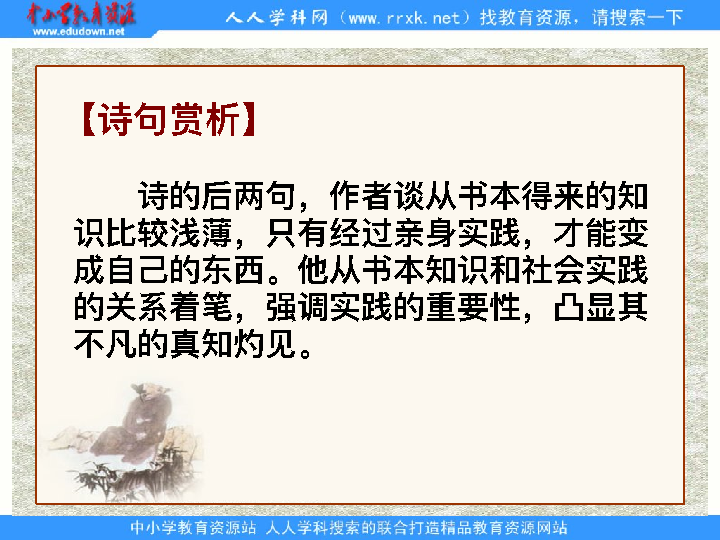 中小学教育资源
www.edudown.net
人人学科网（www.rrxk.net）找教育资源，请搜索一下
【诗句赏析】
诗的后两句，作者谈从书本得来的知
识比较浅薄，只有经过亲身实践，才能变
成自己的东西。他从书本知识和社会实践
的关系着笔，强调实践的重要性，凸显其
不凡的真知灼见。
中小学教育资源站 人人学科搜索的联合打造精品教育资源网站